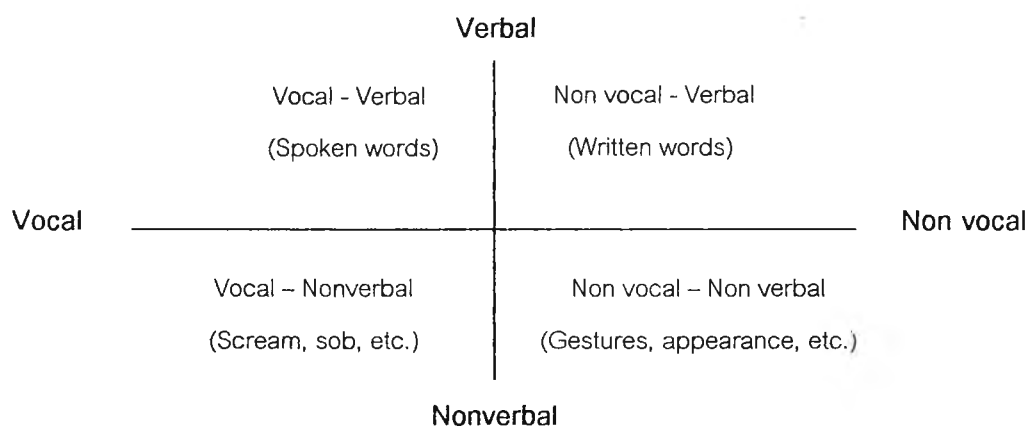 Verbal
Vocal - Verbal
Non vocal - Verbal
(Spoken words)
(Written words)
Vocal
Non vocal
Vocal – Nonverbal
Non vocal – Non verbal
(Scream, sob, etc.)
(Gestures, appearance, etc.)
Nonverbal